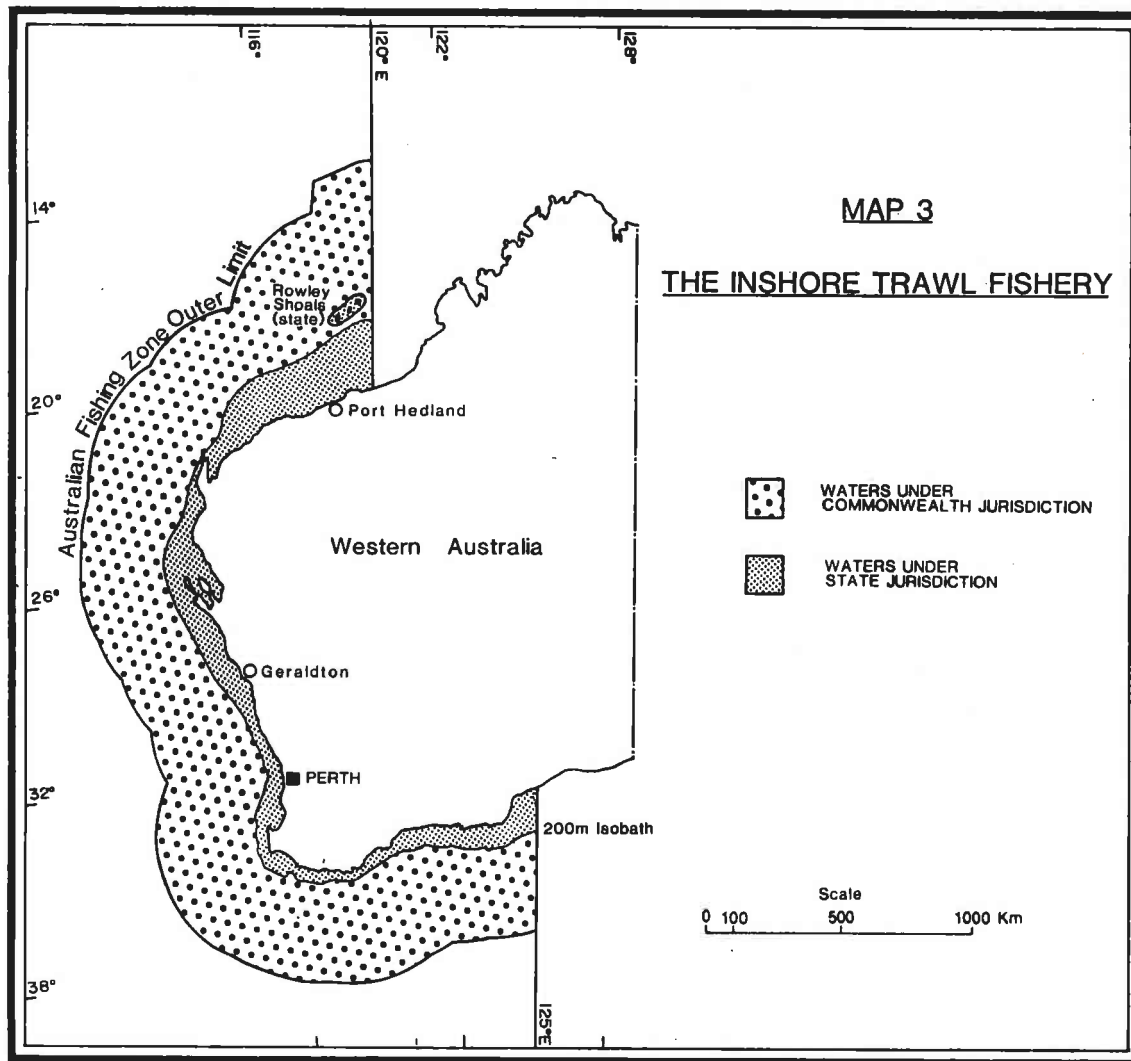 116°
120° E
122°
128°
14°
20°
26°
32°
38°
MAP 3
THE INSHORE TRAWL FISHERY
Australian Fishing Zone Outer Limit
Rowley
Shoals
(state)
Port Hedland
Western Australia
Geraldton
PERTH
200m Isobath
125°E
WATERS UNDER
COMMONWEALTH JURISDICTION
WATERS UNDER
STATE JURISDICTION
Scale
0 100 500 1000 Km